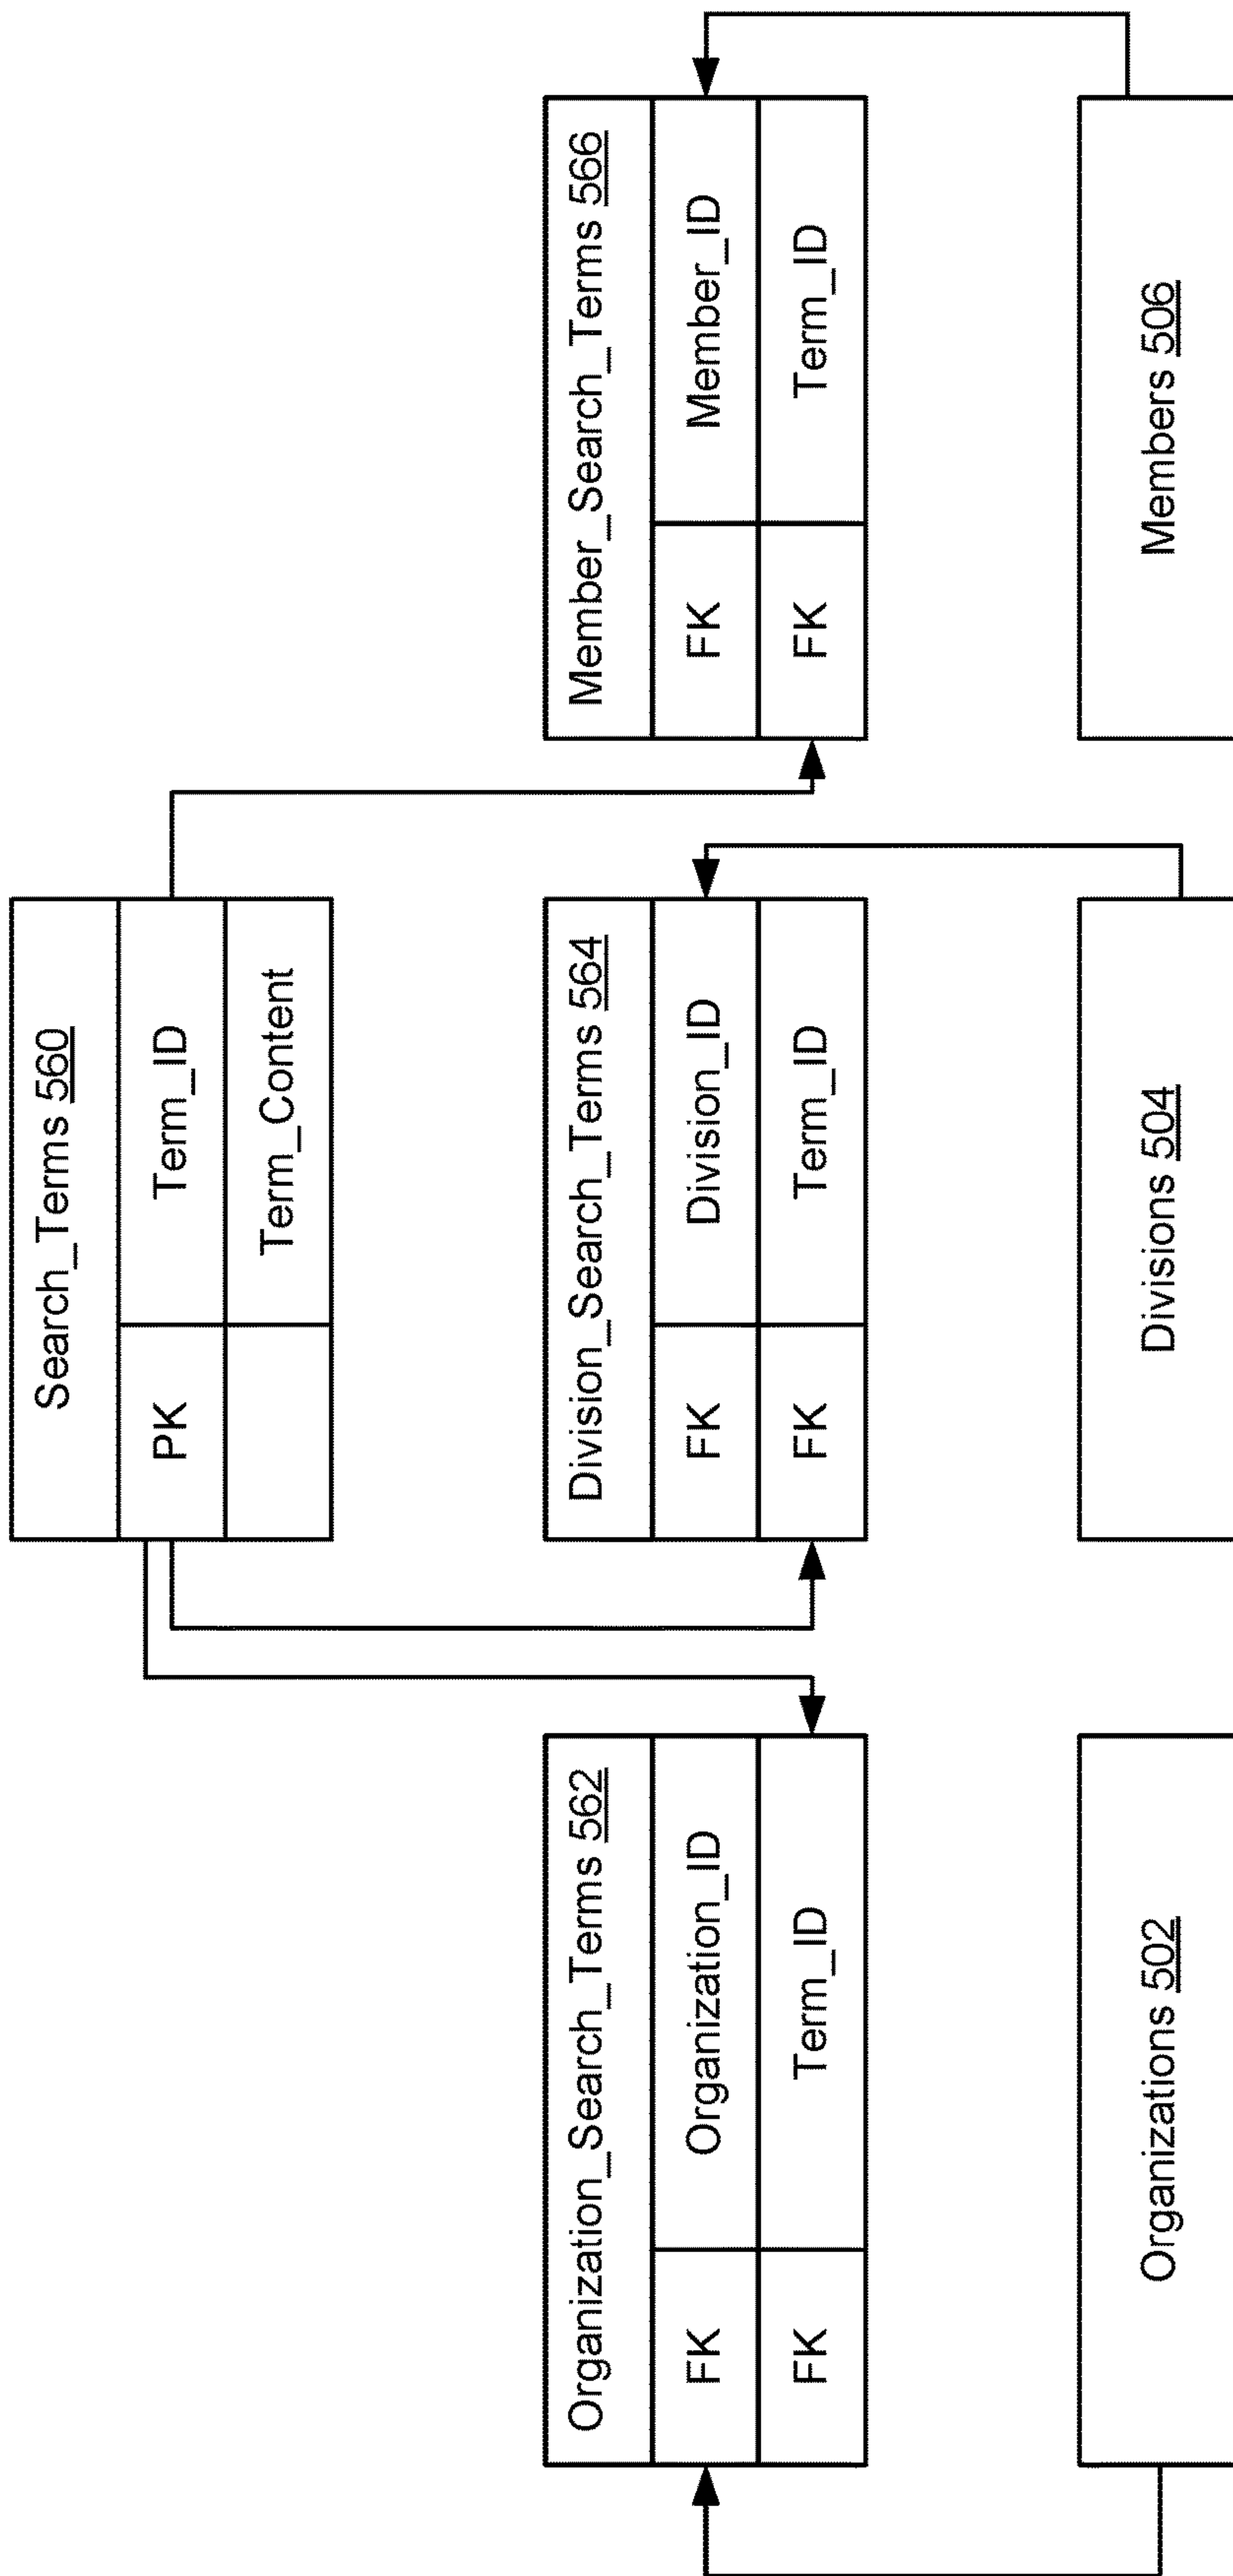 Search_Terms 560
PK Term_ID
Term_Content
Organization_Search_Terms 562
FK Organization_ID
FK Term_ID
Division_Search_Terms 564
FK Division_ID
FK Term_ID
Member_Search_Terms 566
FK Member_ID
FK Term_ID
Organizations 502
Divisions 504
Members 506